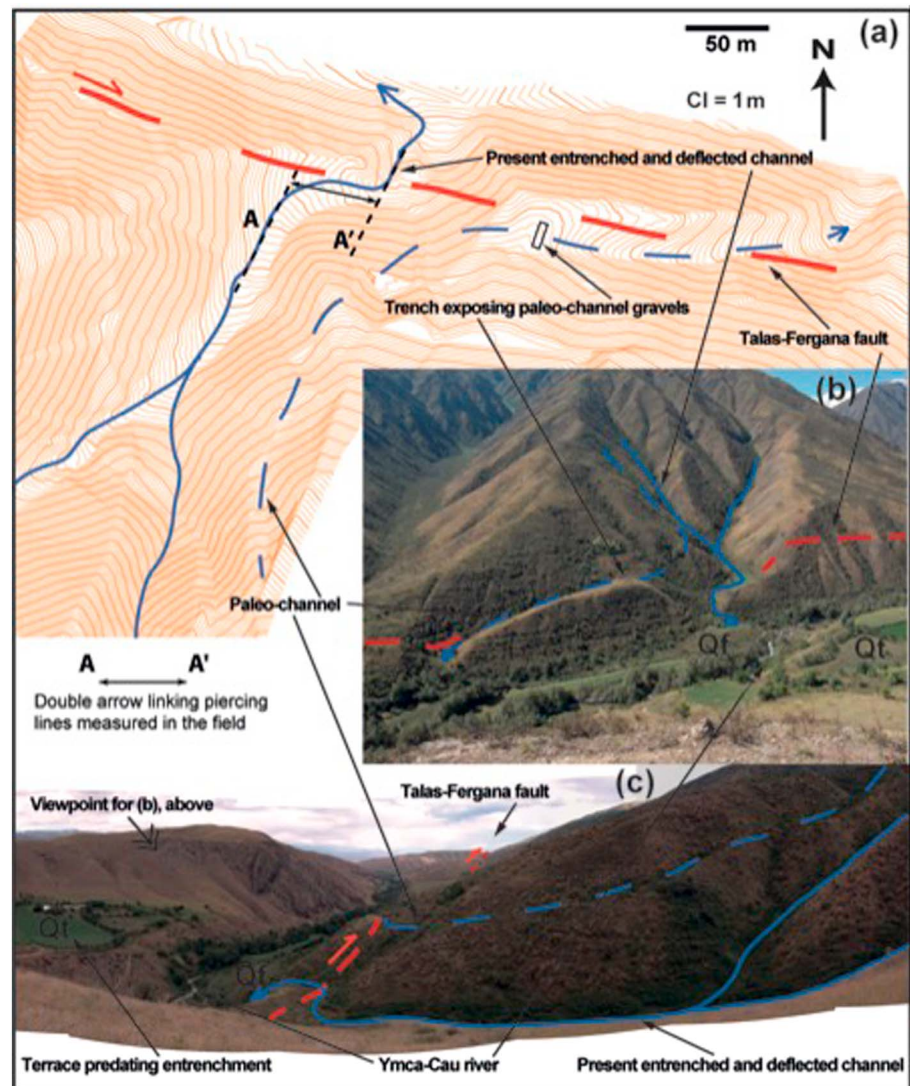 (a)
50 m
N
CI = 1m
Present entrenched and deflected channel
A
A'
Trench exposing paleo-channel gravels
Talas-Fergana fault
(b)
Paleo-channel
Qf
Qt
A
A'
Double arrow linking piercing
lines measured in the field
(c)
Talas-Fergana fault
Viewpoint for (b), above
Qt
Qf
Terrace predating entrenchment
Ymca-Cau river
Present entrenched and deflected channel